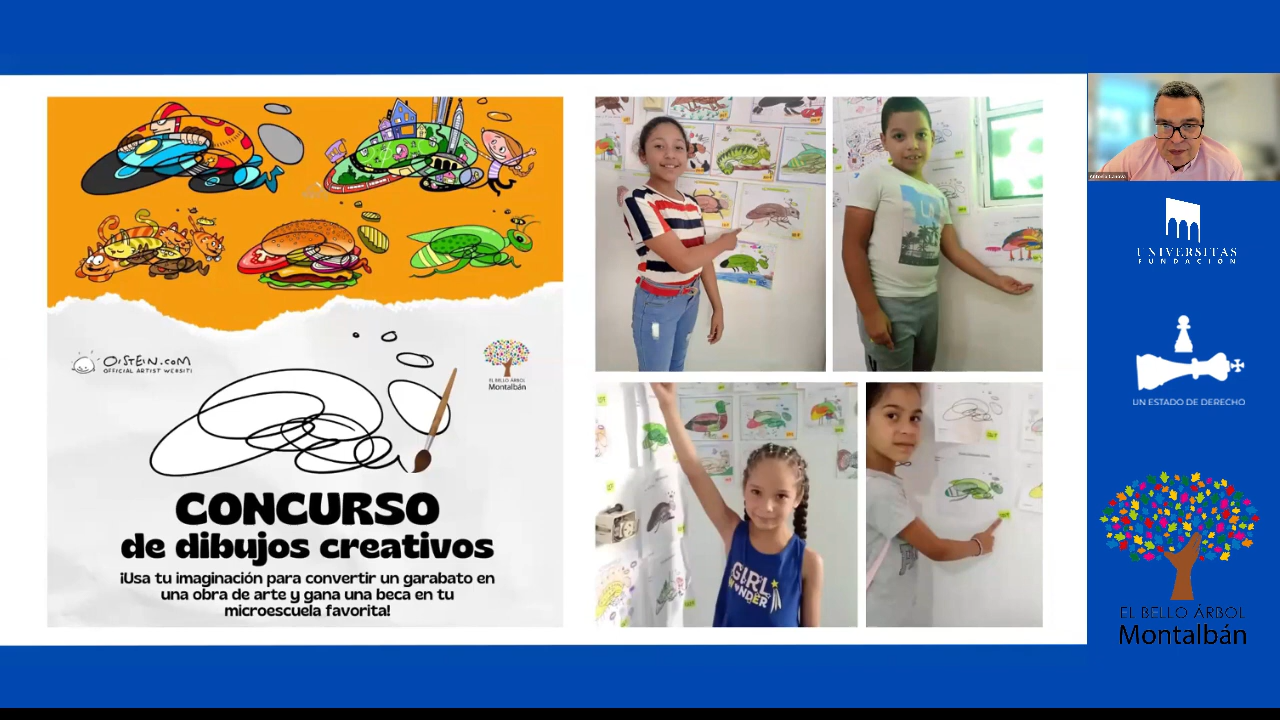 OiSTEiN.COM
OFFICIAL ARTIST WEBSITE
EL BELLO ÁRBOL
Montalbán
CONCURSO
de dibujos creativos
¡Usa tu imaginación para convertir un garabato en
una obra de arte y gana una beca en tu
microescuela favorita!
GIRL
WONDER
UNIVERSITAS
FUNDACIÓN
UN ESTADO DE DERECHO
EL BELLO ÁRBOL
Montalbán